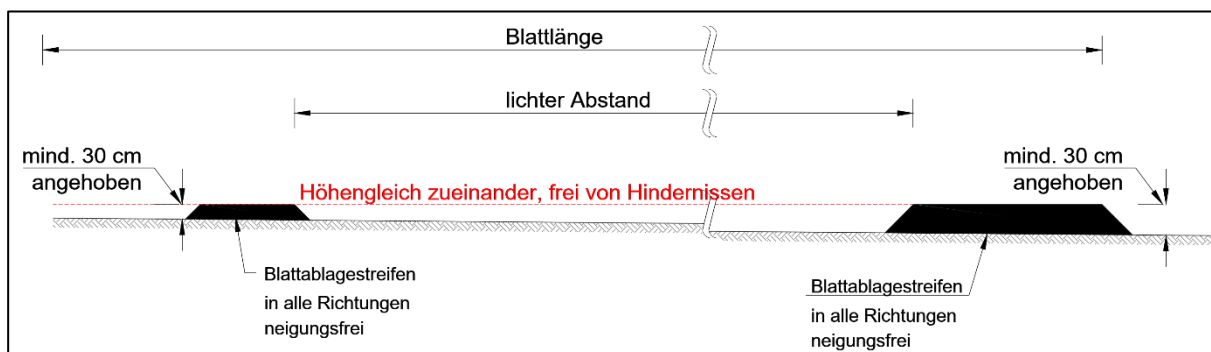 Blattlänge
lichter Abstand
mind. 30 cm
angehoben
Höhengleich zueinander, frei von Hindernissen
mind. 30 cm
angehoben
Blattablagestreifen
in alle Richtungen
neigungsfrei
Blattablagestreifen
in alle Richtungen
neigungsfrei